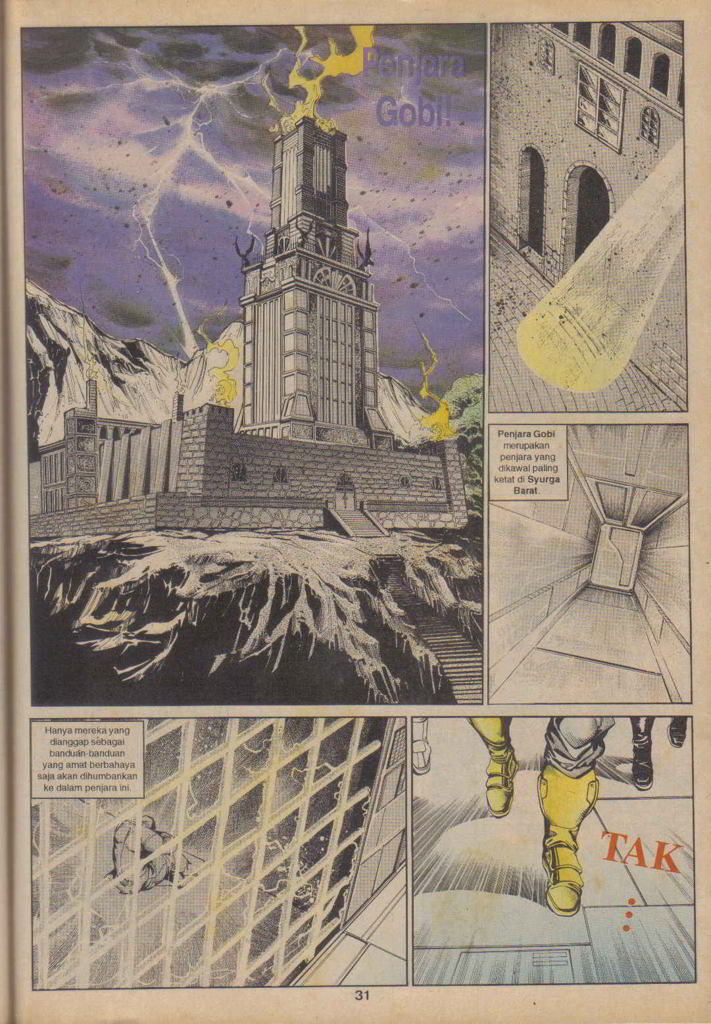 Penjara
Gobi!
Penjara Gobi
merupakan
penjara yang
dikawal paling
ketat di Syurga
Barat.
Hanya mereka yang
dianggap sebagai
banduan-banduan
yang amat berbahaya
saja akan dihumbankan
ke dalam penjara ini.
TAK
...
31